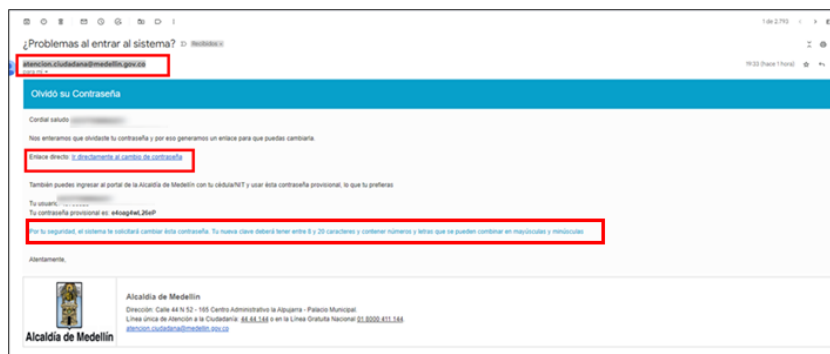 1 de 2.793
¿Problemas al entrar al sistema?
Recibidos x
atencion.ciudadana@medellin.gov.co
19:33 (hace 1 hora)
para mí
Olvidó su Contraseña
Cordial saludo
Nos enteramos que olvidaste tu contraseña y por eso generamos un enlace para que puedas cambiarla.
Enlace directo: Ir directamente al cambio de contraseña
También puedes ingresar al portal de la Alcaldía de Medellín con tu cédula/NIT y usar ésta contraseña provisional, lo que tu prefieras
Tu usuario:
Tu contraseña provisional es:
Por tu seguridad, el sistema te solicitará cambiar ésta contraseña. Tu nueva clave deberá tener entre 8 y 20 caracteres y contener números y letras que se pueden combinar en mayúsculas y minúsculas
Atentamente,
Alcaldía de Medellín
Dirección: Calle 44 N 52 - 165 Centro Administrativo la Alpujarra - Palacio Municipal.
Línea única de Atención a la Ciudadanía: 44 44 144 o en la Línea Gratuita Nacional 01 8000 411 144.
atencion.ciudadana@medellin.gov.co
Alcaldía de Medellín